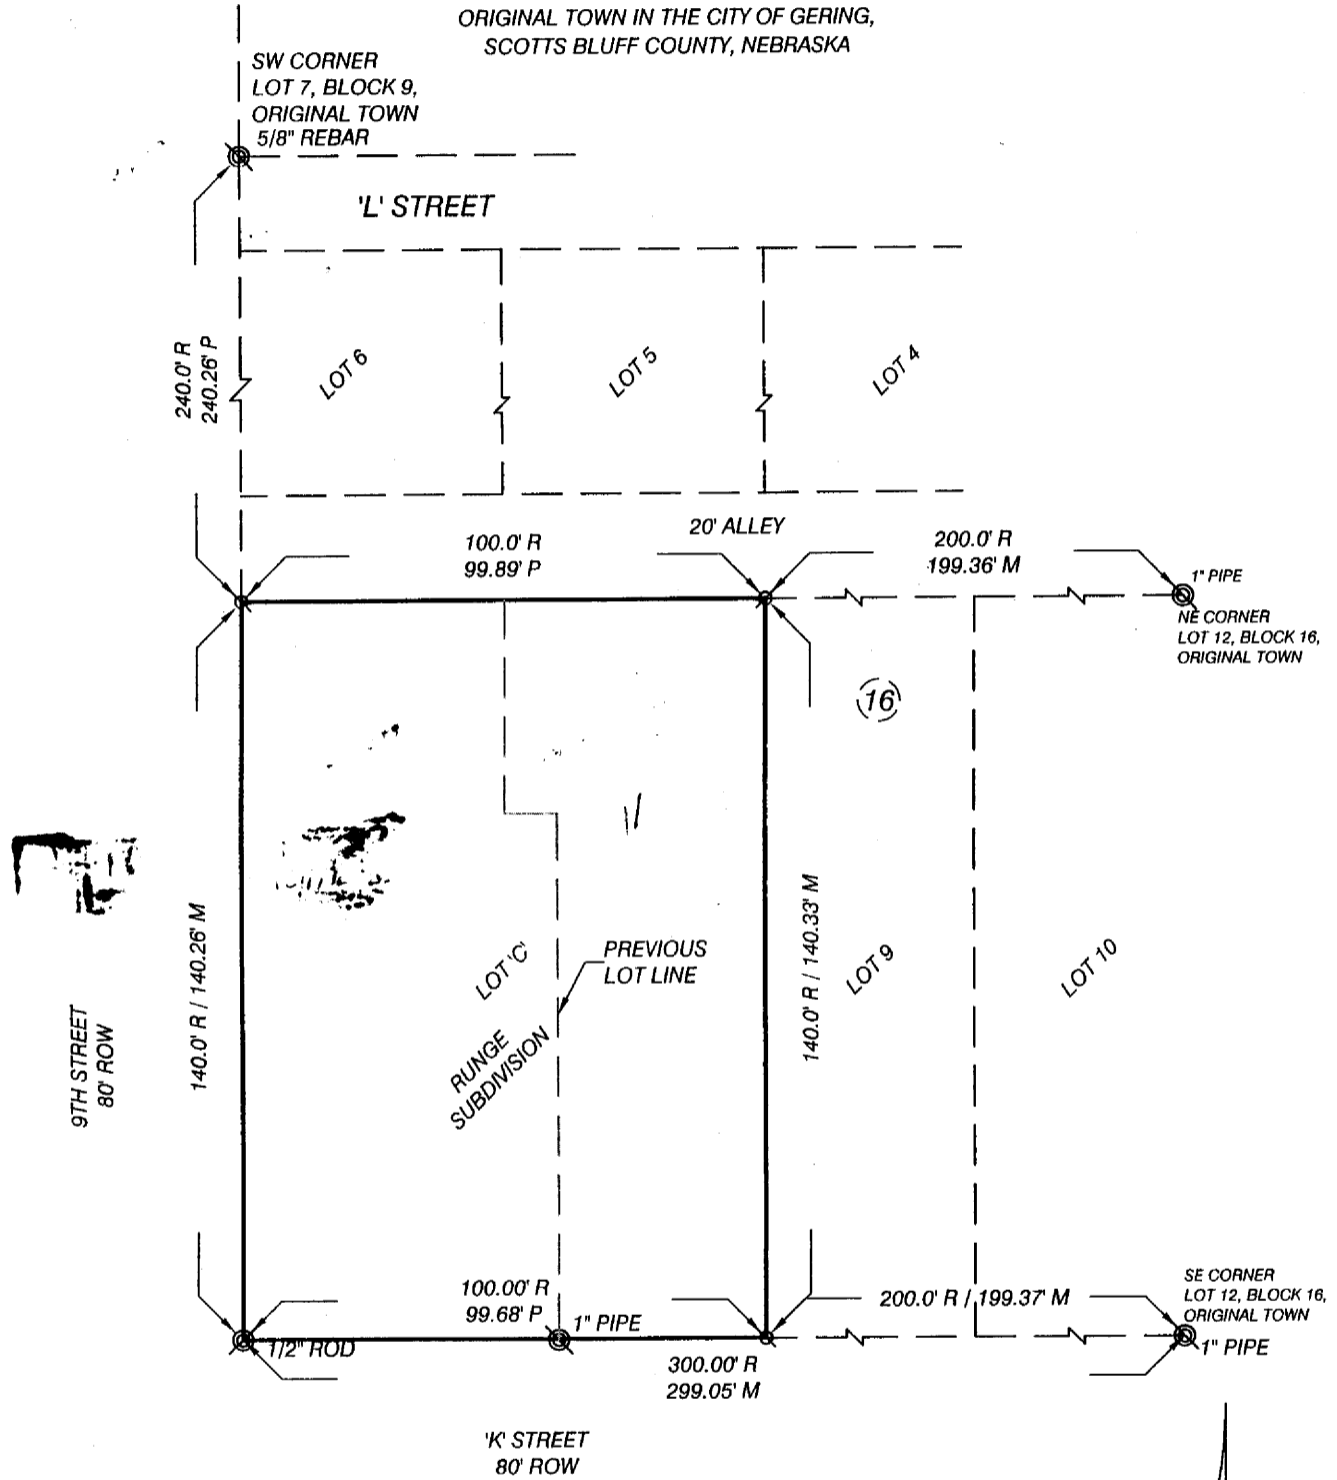 ORIGINAL TOWN IN THE CITY OF GERING,
SCOTTS BLUFF COUNTY, NEBRASKA
SW CORNER
LOT 7, BLOCK 9,
ORIGINAL TOWN
5/8" REBAR
'L' STREET
240.0' R
240.26' P
LOT 6
LOT 5
LOT 4
20' ALLEY
100.0' R
99.89' P
200.0' R
199.36' M
1" PIPE
NE CORNER
LOT 12, BLOCK 16,
ORIGINAL TOWN
16
140.0' R / 140.26' M
9TH STREET
80' ROW
LOT 'C'
RUNGE
SUBDIVISION
PREVIOUS
LOT LINE
140.0' R / 140.33' M
LOT 9
LOT 10
100.00' R
99.68' P
1" PIPE
1/2" ROD
200.0' R / 199.37' M
SE CORNER
LOT 12, BLOCK 16,
ORIGINAL TOWN
1" PIPE
300.00' R
299.05' M
'K' STREET
80' ROW